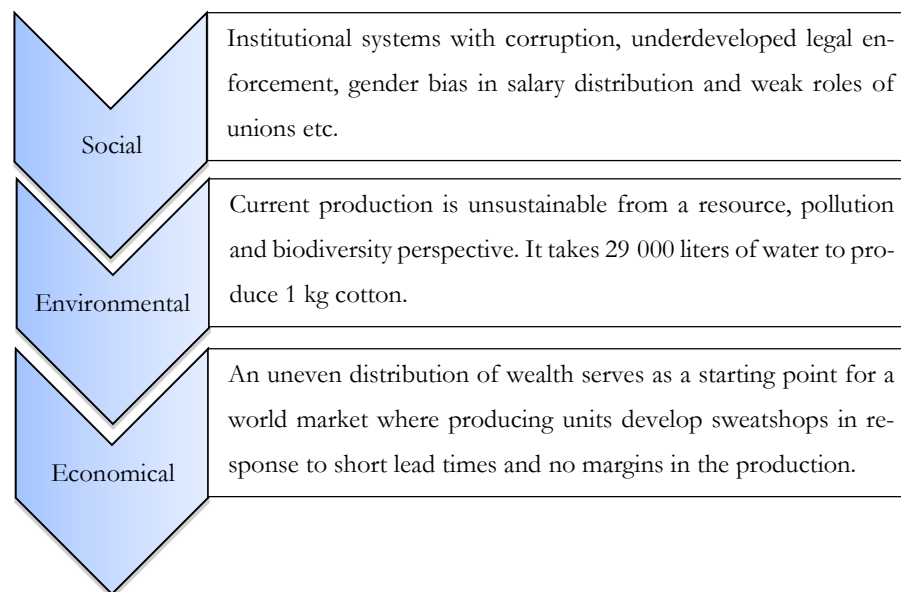 Social
Institutional systems with corruption, underdeveloped legal en-
forcement, gender bias in salary distribution and weak roles of
unions etc.
Environmental
Current production is unsustainable from a resource, pollution
and biodiversity perspective. It takes 29 000 liters of water to pro-
duce 1 kg cotton.
Economical
An uneven distribution of wealth serves as a starting point for a
world market where producing units develop sweatshops in re-
sponse to short lead times and no margins in the production.